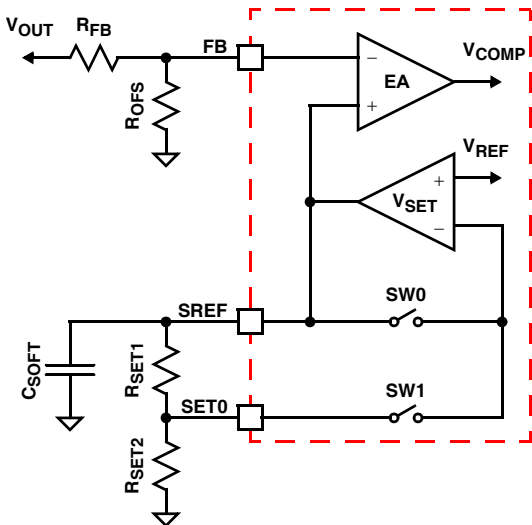 VOUT
RFB
FB
VCOMP
−
EA
+
ROFS
VREF
+
VSET
−
SREF
SW0
CSOFT
RSET1
SET0
SW1
RSET2